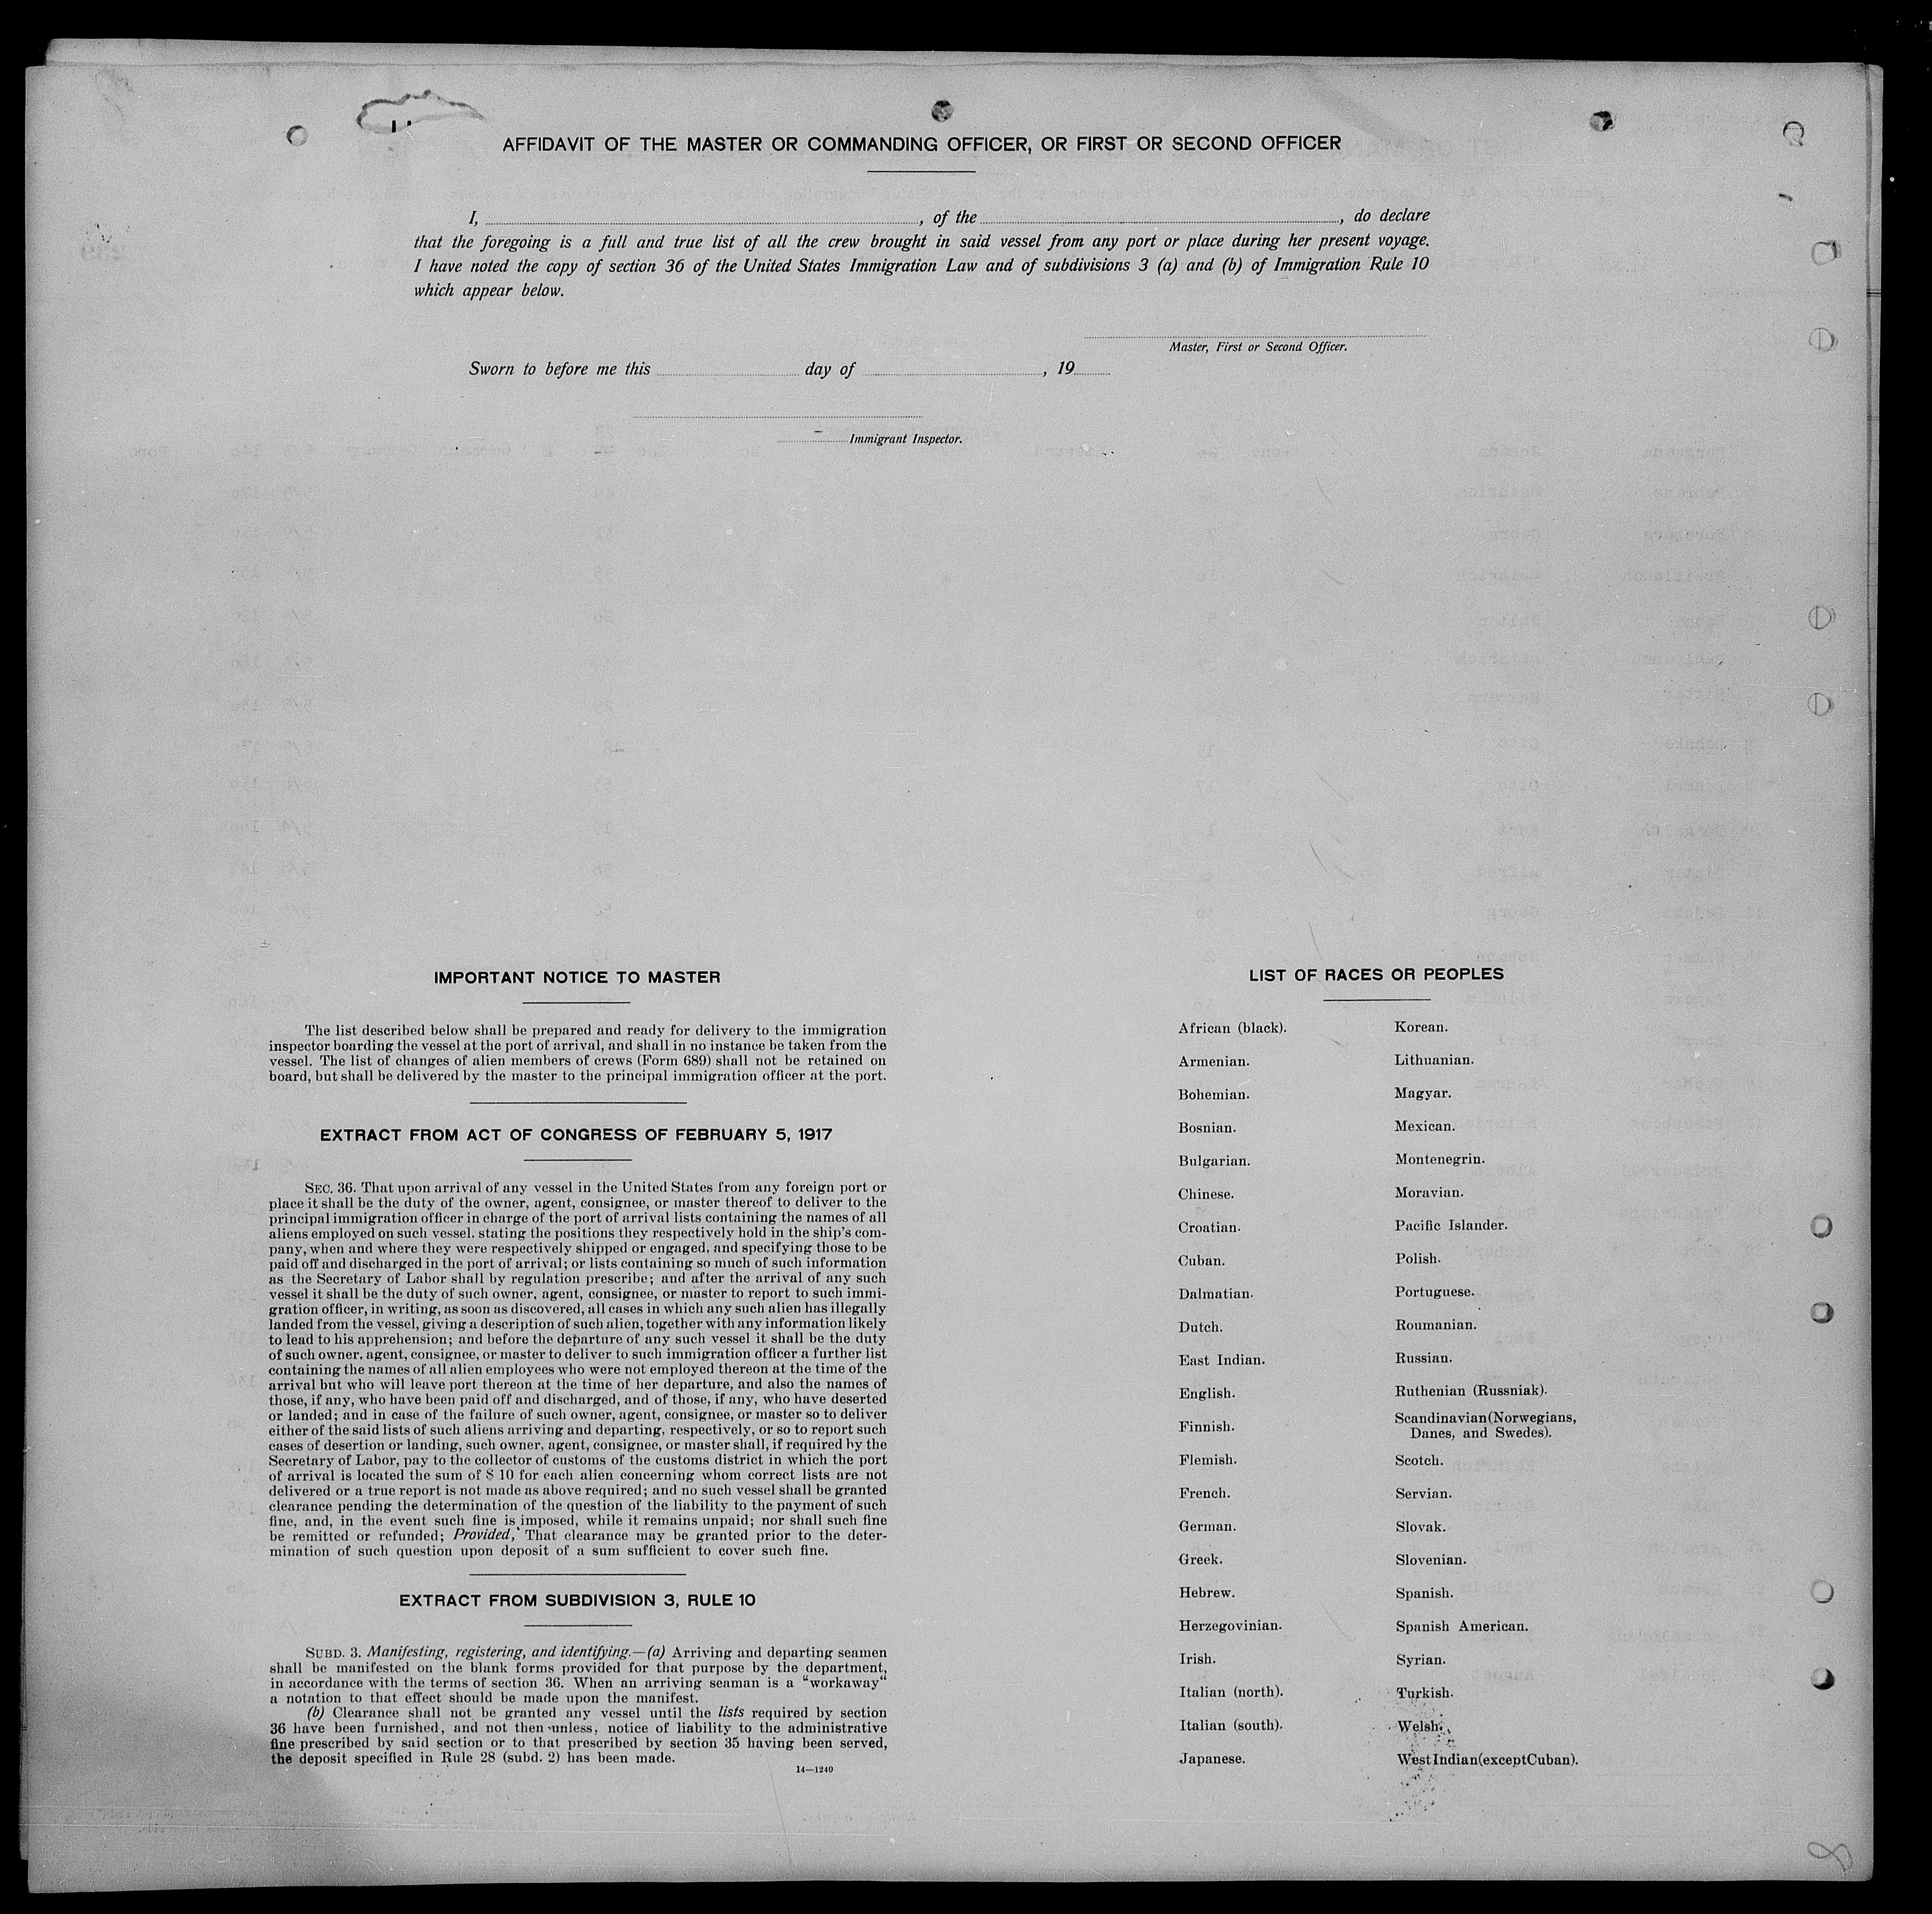 AFFIDAVIT OF THE MASTER OR COMMANDING OFFICER, OR FIRST OR SECOND OFFICER
I, , of the , do declare
that the foregoing is a full and true list of all the crew brought in said vessel from any port or place during her present voyage.
I have noted the copy of section 36 of the United States Immigration Law and of subdivisions 3 (a) and (b) of Immigration Rule 10
which appear below.
Master, First or Second Officer.
Sworn to before me this day of , 19
Immigrant Inspector.
IMPORTANT NOTICE TO MASTER
The list described below shall be prepared and ready for delivery to the immigration
inspector boarding the vessel at the port of arrival, and shall in no instance be taken from the
vessel. The list of changes of alien members of crews (Form 689) shall not be retained on
board, but shall be delivered by the master to the principal immigration officer at the port.
EXTRACT FROM ACT OF CONGRESS OF FEBRUARY 5, 1917
SEC. 36. That upon arrival of any vessel in the United States from any foreign port or
place it shall be the duty of the owner, agent, consignee, or master thereof to deliver to the
principal immigration officer in charge of the port of arrival lists containing the names of all
aliens employed on such vessel, stating the positions they respectively hold in the ship's com-
pany, when and where they were respectively shipped or engaged, and specifying those to be
paid off and discharged in the port of arrival; or lists containing so much of such information
as the Secretary of Labor shall by regulation prescribe; and after the arrival of any such
vessel it shall be the duty of such owner, agent, consignee, or master to report to such immi-
gration officer, in writing, as soon as discovered, all cases in which any such alien has illegally
landed from the vessel, giving a description of such alien, together with any information likely
to lead to his apprehension; and before the departure of any such vessel it shall be the duty
of such owner, agent, consignee, or master to deliver to such immigration officer a further list
containing the names of all alien employees who were not employed thereon at the time of the
arrival but who will leave port thereon at the time of her departure, and also the names of
those, if any, who have been paid off and discharged, and of those, if any, who have deserted
or landed; and in case of the failure of such owner, agent, consignee, or master so to deliver
either of the said lists of such aliens arriving and departing, respectively, or so to report such
cases of desertion or landing, such owner, agent, consignee, or master shall, if required by the
Secretary of Labor, pay to the collector of customs of the customs district in which the port
of arrival is located the sum of $ 10 for each alien concerning whom correct lists are not
delivered or a true report is not made as above required; and no such vessel shall be granted
clearance pending the determination of the question of the liability to the payment of such
fine, and, in the event such fine is imposed, while it remains unpaid; nor shall such fine
be remitted or refunded; Provided, That clearance may be granted prior to the deter-
mination of such question upon deposit of a sum sufficient to cover such fine.
EXTRACT FROM SUBDIVISION 3, RULE 10
SUBD. 3. Manifesting, registering, and identifying.—(a) Arriving and departing seamen
shall be manifested on the blank forms provided for that purpose by the department,
in accordance with the terms of section 36. When an arriving seaman is a "workaway"
a notation to that effect should be made upon the manifest.
(b) Clearance shall not be granted any vessel until the lists required by section
36 have been furnished, and not then unless, notice of liability to the administrative
fine prescribed by said section or to that prescribed by section 35 having been served,
the deposit specified in Rule 28 (subd. 2) has been made.
14—1240
LIST OF RACES OR PEOPLES
African (black).
Armenian.
Bohemian.
Bosnian.
Bulgarian.
Chinese.
Croatian.
Cuban.
Dalmatian.
Dutch.
East Indian.
English.
Finnish.
Flemish.
French.
German.
Greek.
Hebrew.
Herzegovinian.
Irish.
Italian (north).
Italian (south).
Japanese.
Korean.
Lithuanian.
Magyar.
Mexican.
Montenegrin.
Moravian.
Pacific Islander.
Polish.
Portuguese.
Roumanian.
Russian.
Ruthenian (Russniak).
Scandinavian (Norwegians,
Danes, and Swedes).
Scotch.
Servian.
Slovak.
Slovenian.
Spanish.
Spanish American.
Syrian.
Turkish.
Welsh.
West Indian (except Cuban).
8